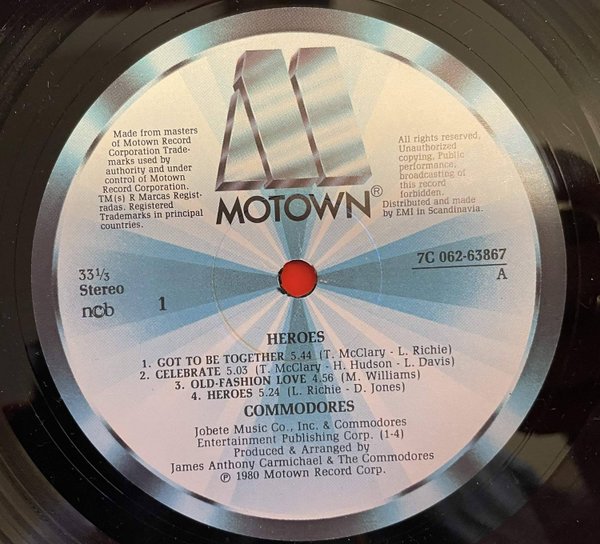 M
MOTOWN®
Made from masters
of Motown Record
Corporation Trade-
marks used by
authority and under
control of Motown
Record Corporation.
TM(s) R Marcas Regist-
radas. Registered
Trademarks in principal
countries.
All rights reserved,
Unauthorized
copying, Public
performance,
broadcasting of
this record
forbidden.
Distributed and made
by EMI in Scandinavia.
33 1/3
Stereo
ncb
1
7C 062-63867
A
HEROES
1. GOT TO BE TOGETHER 5.44 (T. McClary - L. Richie)
2. CELEBRATE 5.03 (T. McClary - H. Hudson - L. Davis)
3. OLD-FASHION LOVE 4.56 (M. Williams)
4. HEROES 5.24 (L. Richie - D. Jones)
COMMODORES
Jobete Music Co., Inc. & Commodores
Entertainment Publishing Corp. (1-4)
Produced & Arranged by
James Anthony Carmichael & The Commodores
℗ 1980 Motown Record Corp.